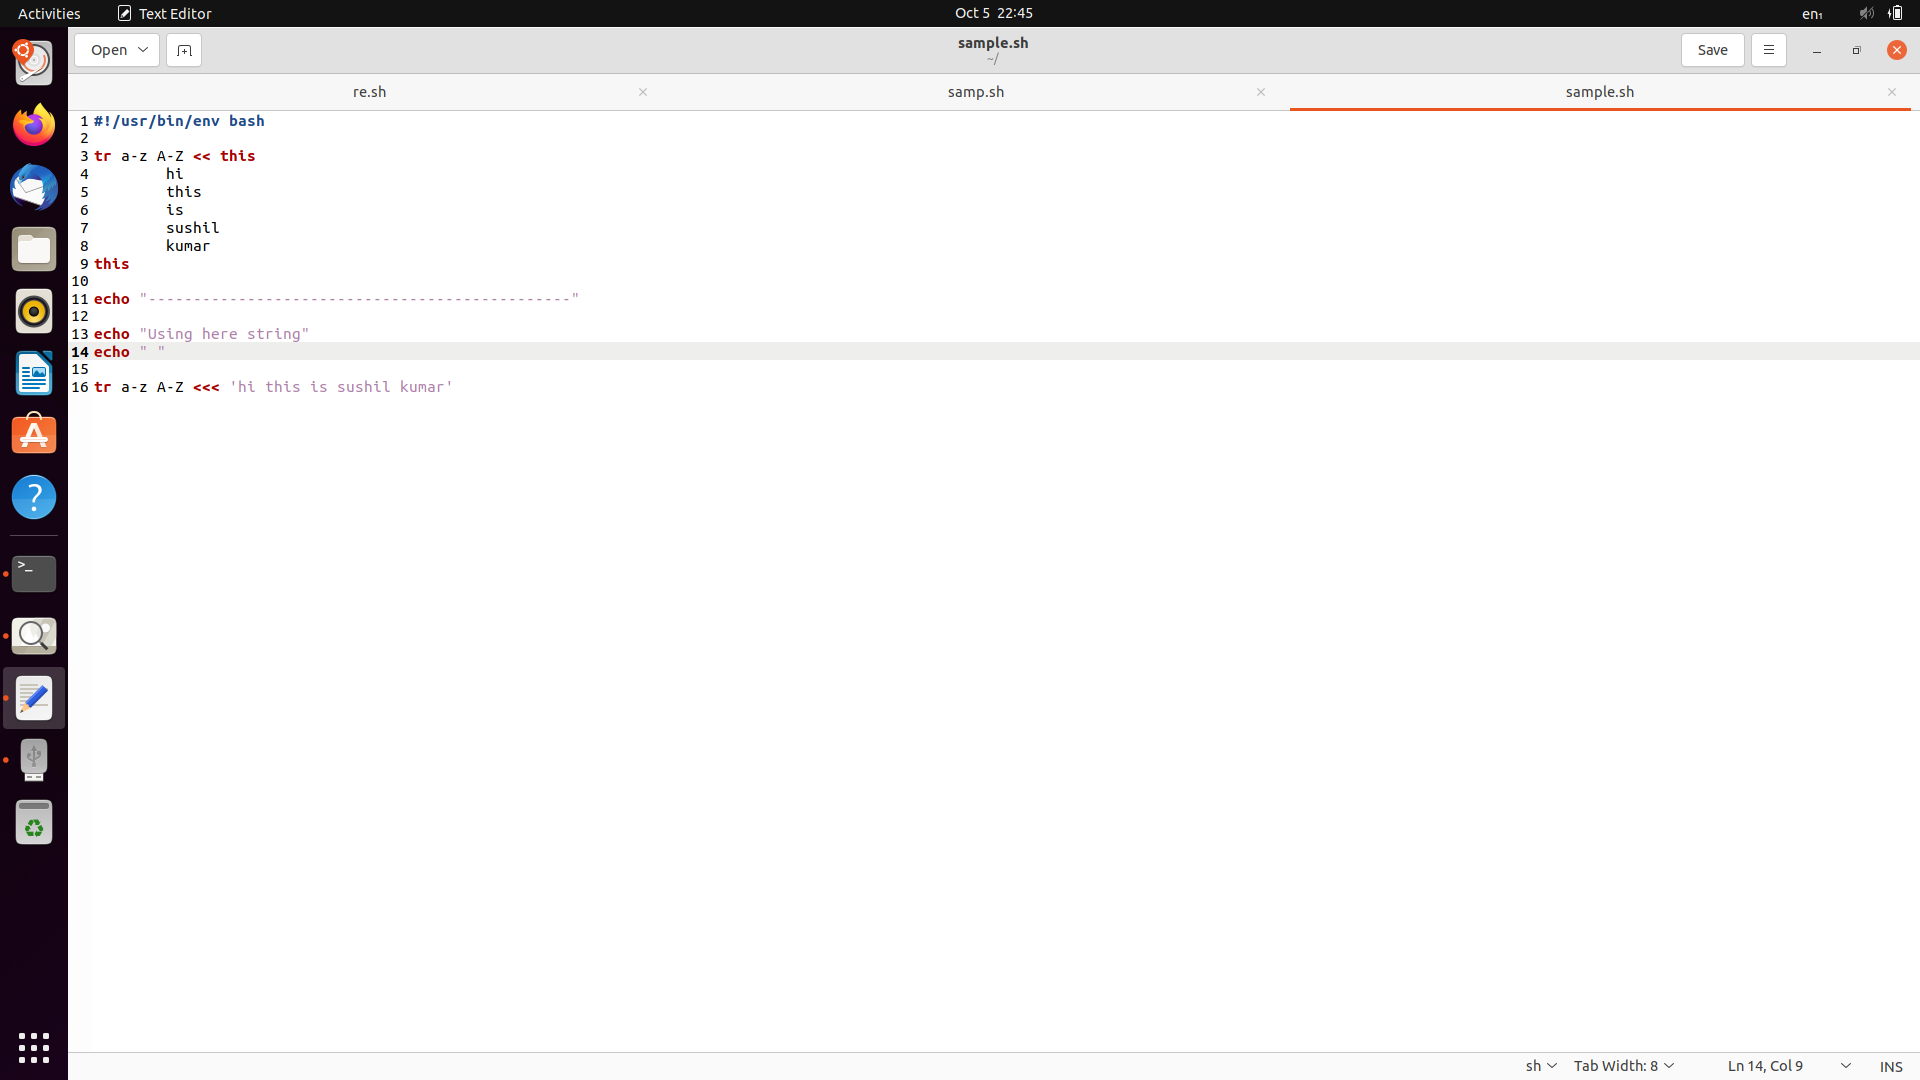 Activities Text Editor Oct 5 22:45 en₁
Open sample.sh Save
~/
re.sh samp.sh sample.sh
1 #!/usr/bin/env bash
2
3 tr a-z A-Z << this
4         hi
5         this
6         is
7         sushil
8         kumar
9 this
10
11 echo "-----------------------------------------------"
12
13 echo "Using here string"
14 echo " "
15
16 tr a-z A-Z <<< 'hi this is sushil kumar'
sh Tab Width: 8 Ln 14, Col 9 INS